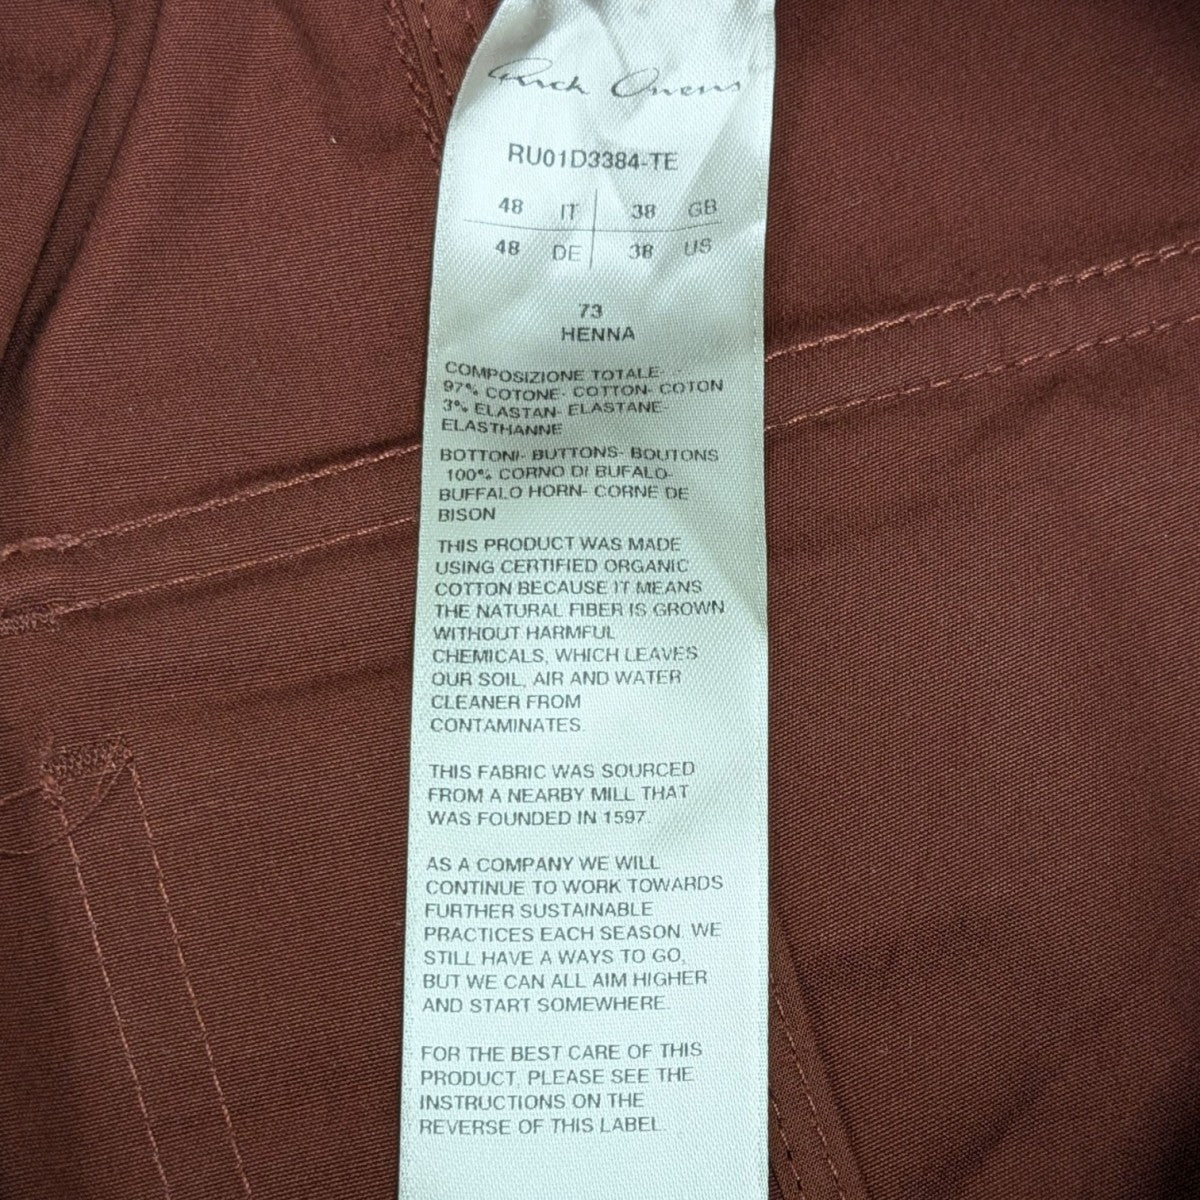 Rick Owens
RU01D3384-TE
48 IT 38 GB
48 DE 38 US
73
HENNA
COMPOSIZIONE TOTALE-
97% COTONE- COTTON- COTON
3% ELASTAN- ELASTANE-
ELASTHANNE
BOTTONI- BUTTONS- BOUTONS
100% CORNO DI BUFALO-
BUFFALO HORN- CORNE DE
BISON
THIS PRODUCT WAS MADE
USING CERTIFIED ORGANIC
COTTON BECAUSE IT MEANS
THE NATURAL FIBER IS GROWN
WITHOUT HARMFUL
CHEMICALS, WHICH LEAVES
OUR SOIL, AIR AND WATER
CLEANER FROM
CONTAMINATES.
THIS FABRIC WAS SOURCED
FROM A NEARBY MILL THAT
WAS FOUNDED IN 1597.
AS A COMPANY WE WILL
CONTINUE TO WORK TOWARDS
FURTHER SUSTAINABLE
PRACTICES EACH SEASON. WE
STILL HAVE A WAYS TO GO,
BUT WE CAN ALL AIM HIGHER
AND START SOMEWHERE.
FOR THE BEST CARE OF THIS
PRODUCT, PLEASE SEE THE
INSTRUCTIONS ON THE
REVERSE OF THIS LABEL.